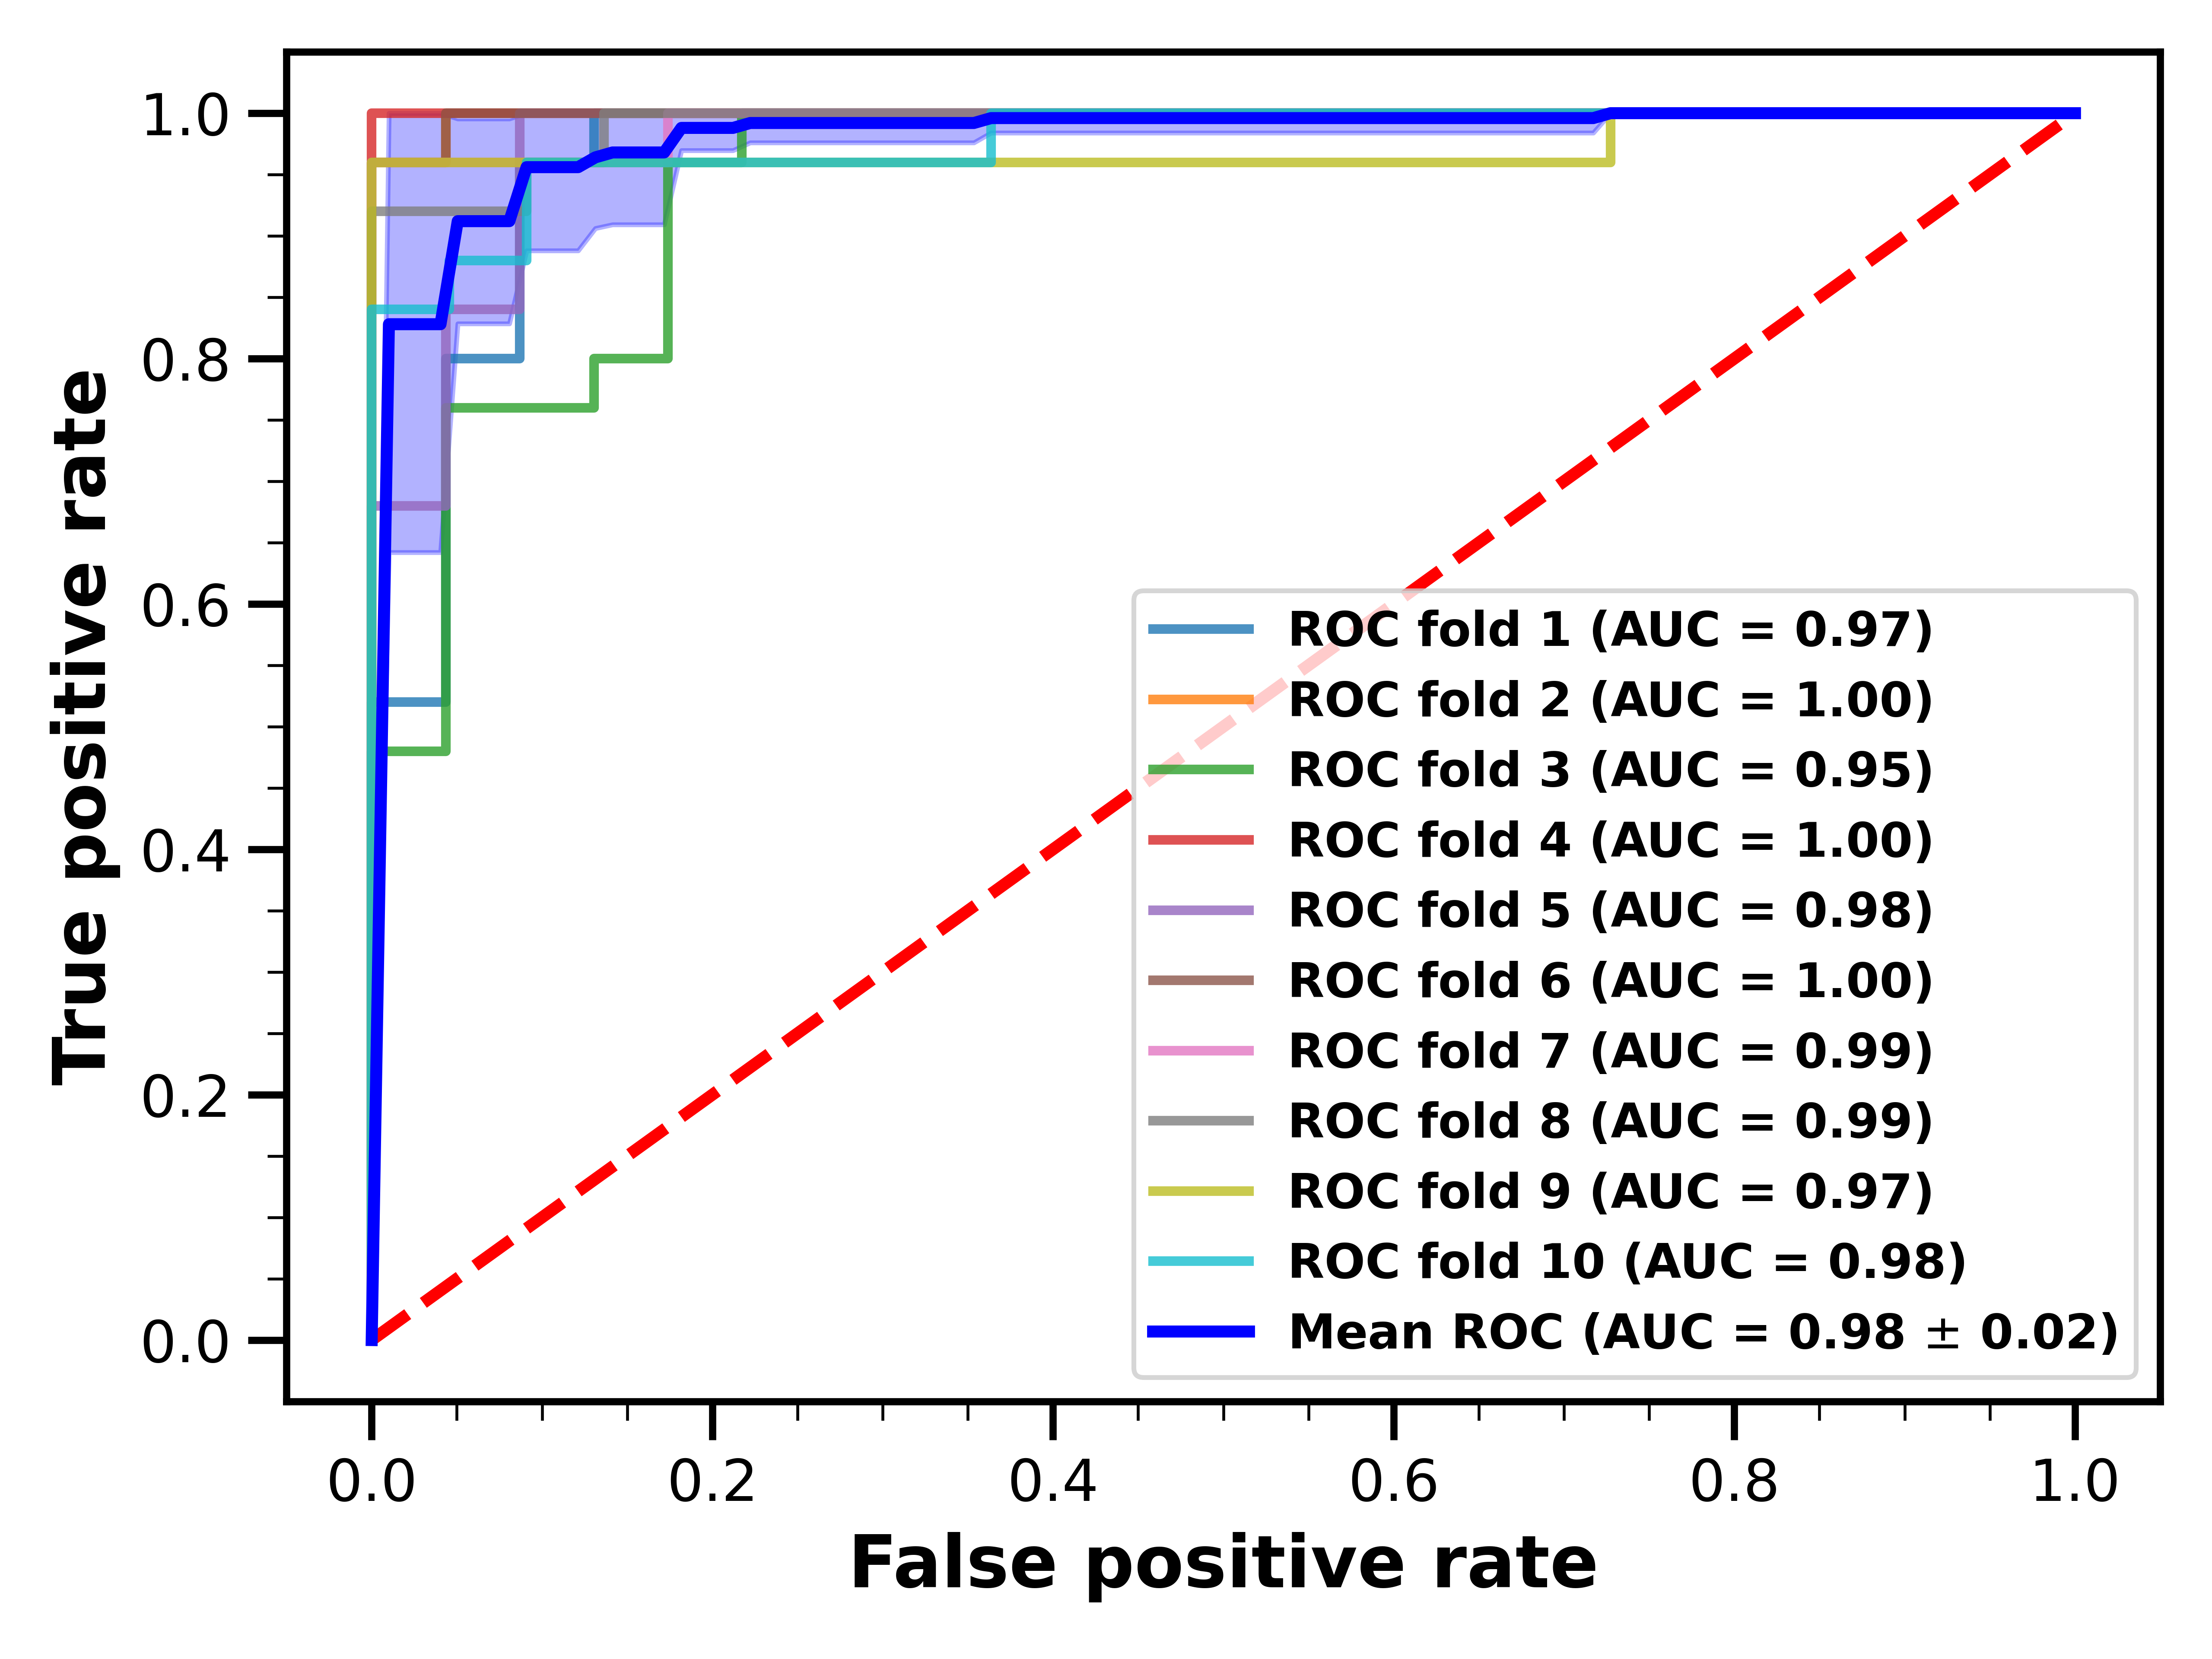 True positive rate
1.0
0.8
0.6
0.4
0.2
0.0
ROC fold 1 (AUC = 0.97)
ROC fold 2 (AUC = 1.00)
ROC fold 3 (AUC = 0.95)
ROC fold 4 (AUC = 1.00)
ROC fold 5 (AUC = 0.98)
ROC fold 6 (AUC = 1.00)
ROC fold 7 (AUC = 0.99)
ROC fold 8 (AUC = 0.99)
ROC fold 9 (AUC = 0.97)
ROC fold 10 (AUC = 0.98)
Mean ROC (AUC = 0.98 ± 0.02)
0.0 0.2 0.4 0.6 0.8 1.0
False positive rate